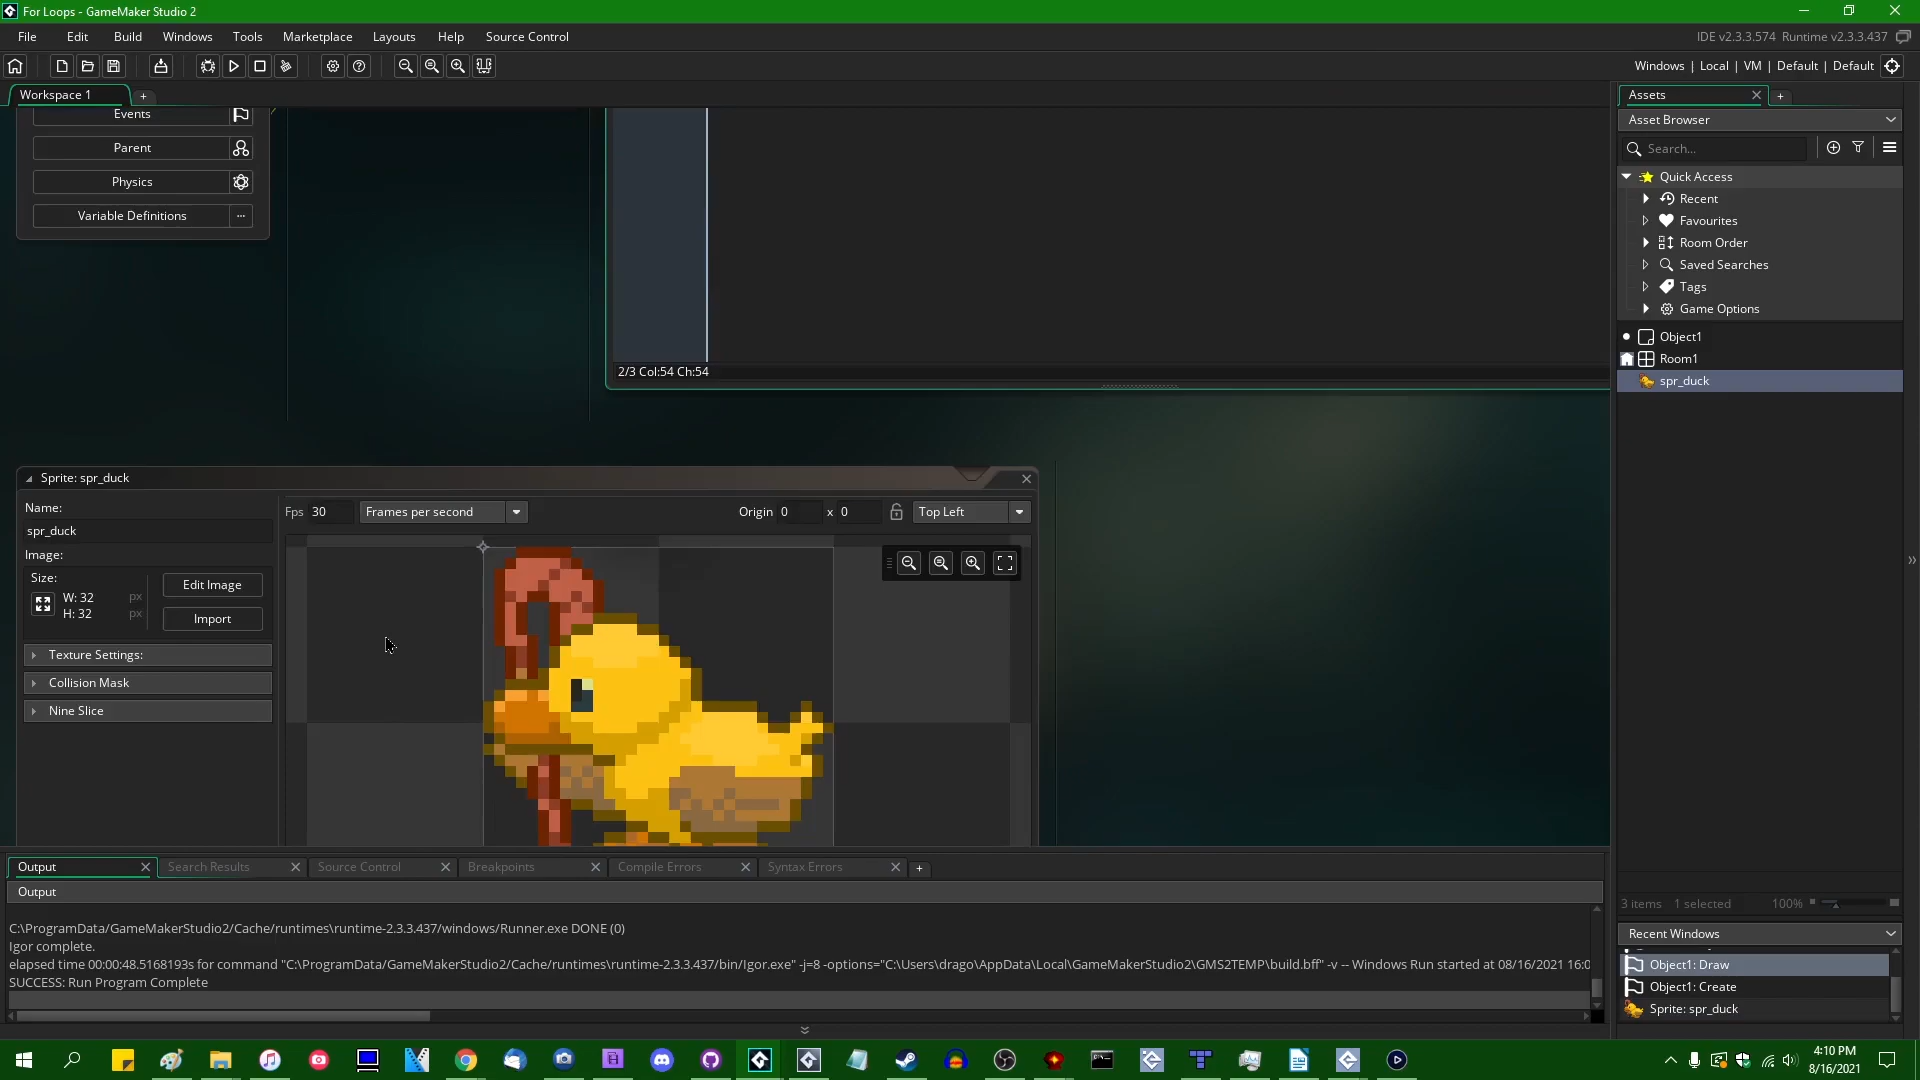 For Loops - GameMaker Studio 2
File Edit Build Windows Tools Marketplace Layouts Help Source Control
IDE v2.3.3.574 Runtime v2.3.3.437
Windows | Local | VM | Default | Default
Workspace 1
Events
Parent
Physics
Variable Definitions
2/3 Col:54 Ch:54
Sprite: spr_duck
Name:
spr_duck
Image:
Size:
W: 32 px
H: 32 px
Edit Image
Import
Texture Settings:
Collision Mask
Nine Slice
Fps 30 Frames per second Origin 0 x 0 Top Left
Assets
Asset Browser
Search...
Quick Access
Recent
Favourites
Room Order
Saved Searches
Tags
Game Options
Object1
Room1
spr_duck
3 items 1 selected 100%
Recent Windows
Object1: Draw
Object1: Create
Sprite: spr_duck
Output Search Results Source Control Breakpoints Compile Errors Syntax Errors
Output
C:\ProgramData/GameMakerStudio2/Cache/runtimes\runtime-2.3.3.437/windows/Runner.exe DONE (0)
Igor complete.
elapsed time 00:00:48.5168193s for command "C:\ProgramData/GameMakerStudio2/Cache/runtimes\runtime-2.3.3.437/bin/Igor.exe" -j=8 -options="C:\Users\drago\AppData\Local\GameMakerStudio2\GMS2TEMP\build.bff" -v -- Windows Run started at 08/16/2021 16:0
SUCCESS: Run Program Complete
4:10 PM
8/16/2021